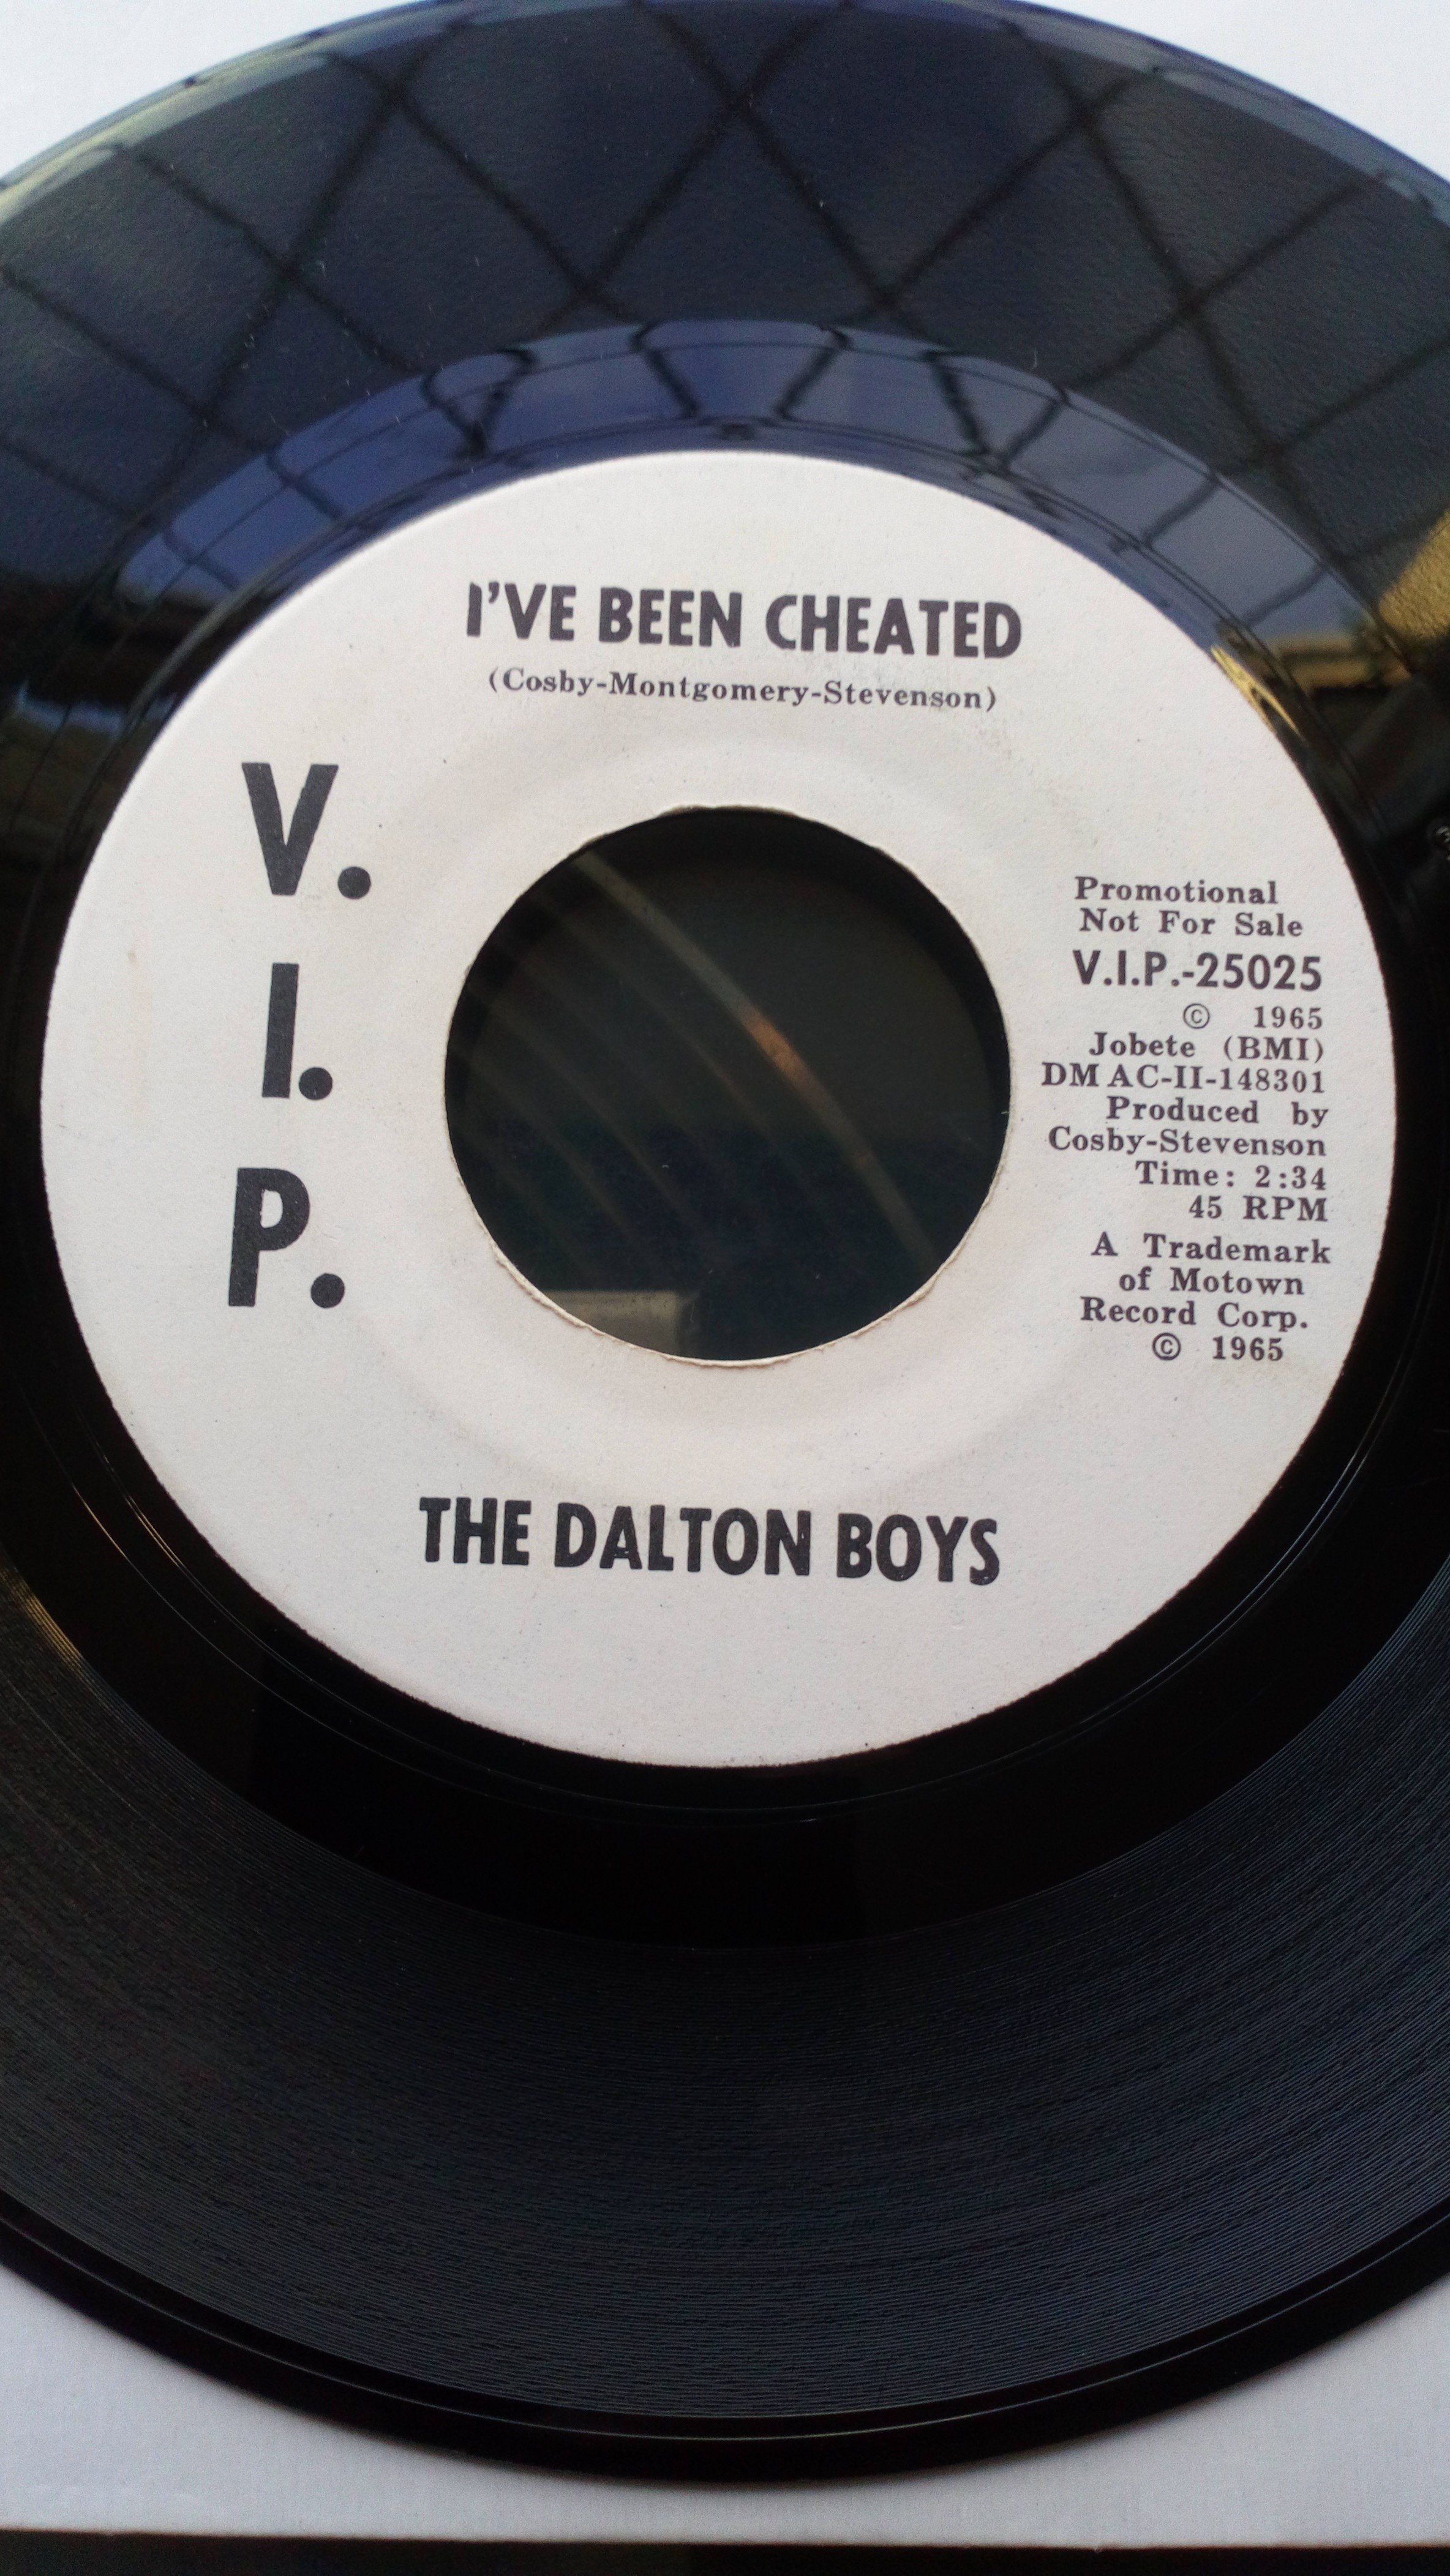 I'VE BEEN CHEATED
(Cosby-Montgomery-Stevenson)
V.
I.
P.
Promotional
Not For Sale
V.I.P.-25025
© 1965
Jobete (BMI)
DM AC-II-148301
Produced by
Cosby-Stevenson
Time: 2:34
45 RPM
A Trademark
of Motown
Record Corp.
© 1965
THE DALTON BOYS